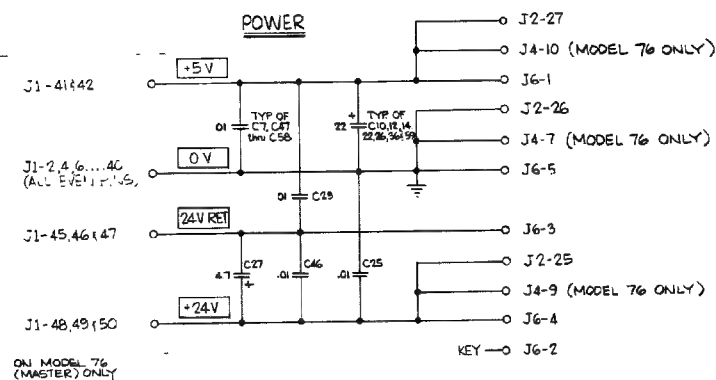 POWER
J2-27
J4-10 (MODEL 76 ONLY)
+5V
J1-41&42
J6-1
J2-26
.01
TYP OF
C7, C47
thru C58
+
22
TYP OF
C10,12,14
J4-7 (MODEL 76 ONLY)
0V
J1-2,4,6....40
(ALL EVEN PINS)
J6-5
.01
C29
24V RET
J1-45,46&47
J6-3
C27
4.7
+
C46
.01
C25
.01
J2-25
J4-9 (MODEL 76 ONLY)
+24V
J1-48,49&50
J6-4
KEY
J6-2
ON MODEL 76
(MASTER) ONLY